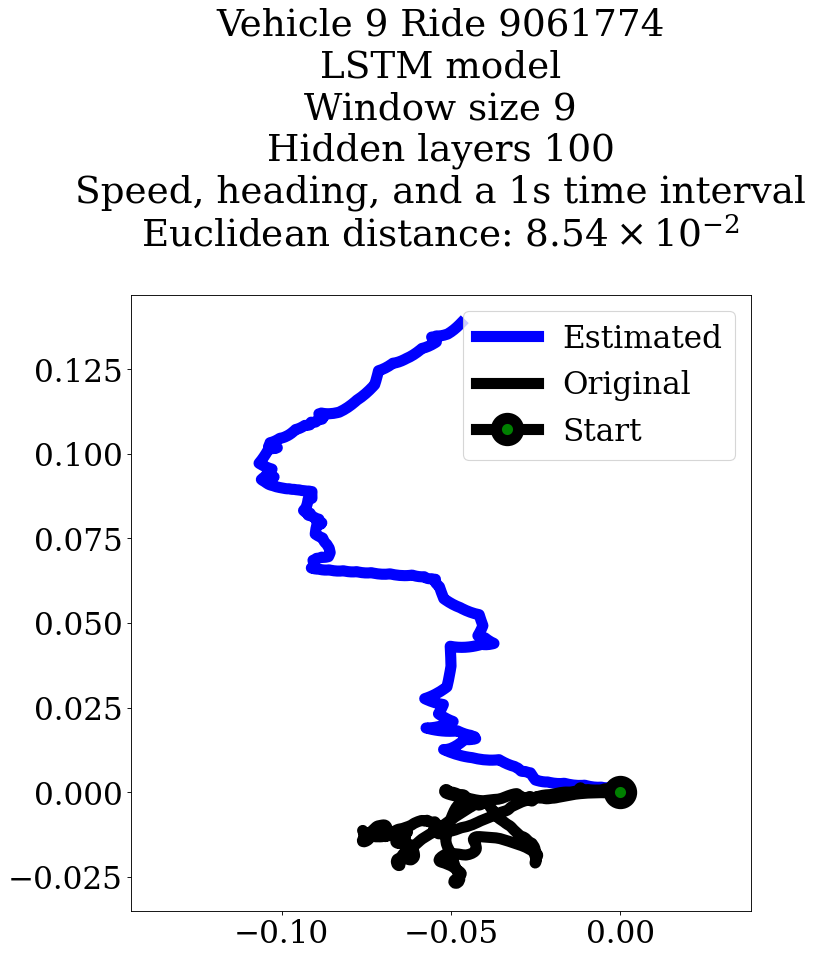 Vehicle 9 Ride 9061774
LSTM model
Window size 9
Hidden layers 100
Speed, heading, and a 1s time interval
Euclidean distance: 8.54 × 10⁻²
Estimated
Original
Start
0.125
0.100
0.075
0.050
0.025
0.000
−0.025
−0.10
−0.05
0.00